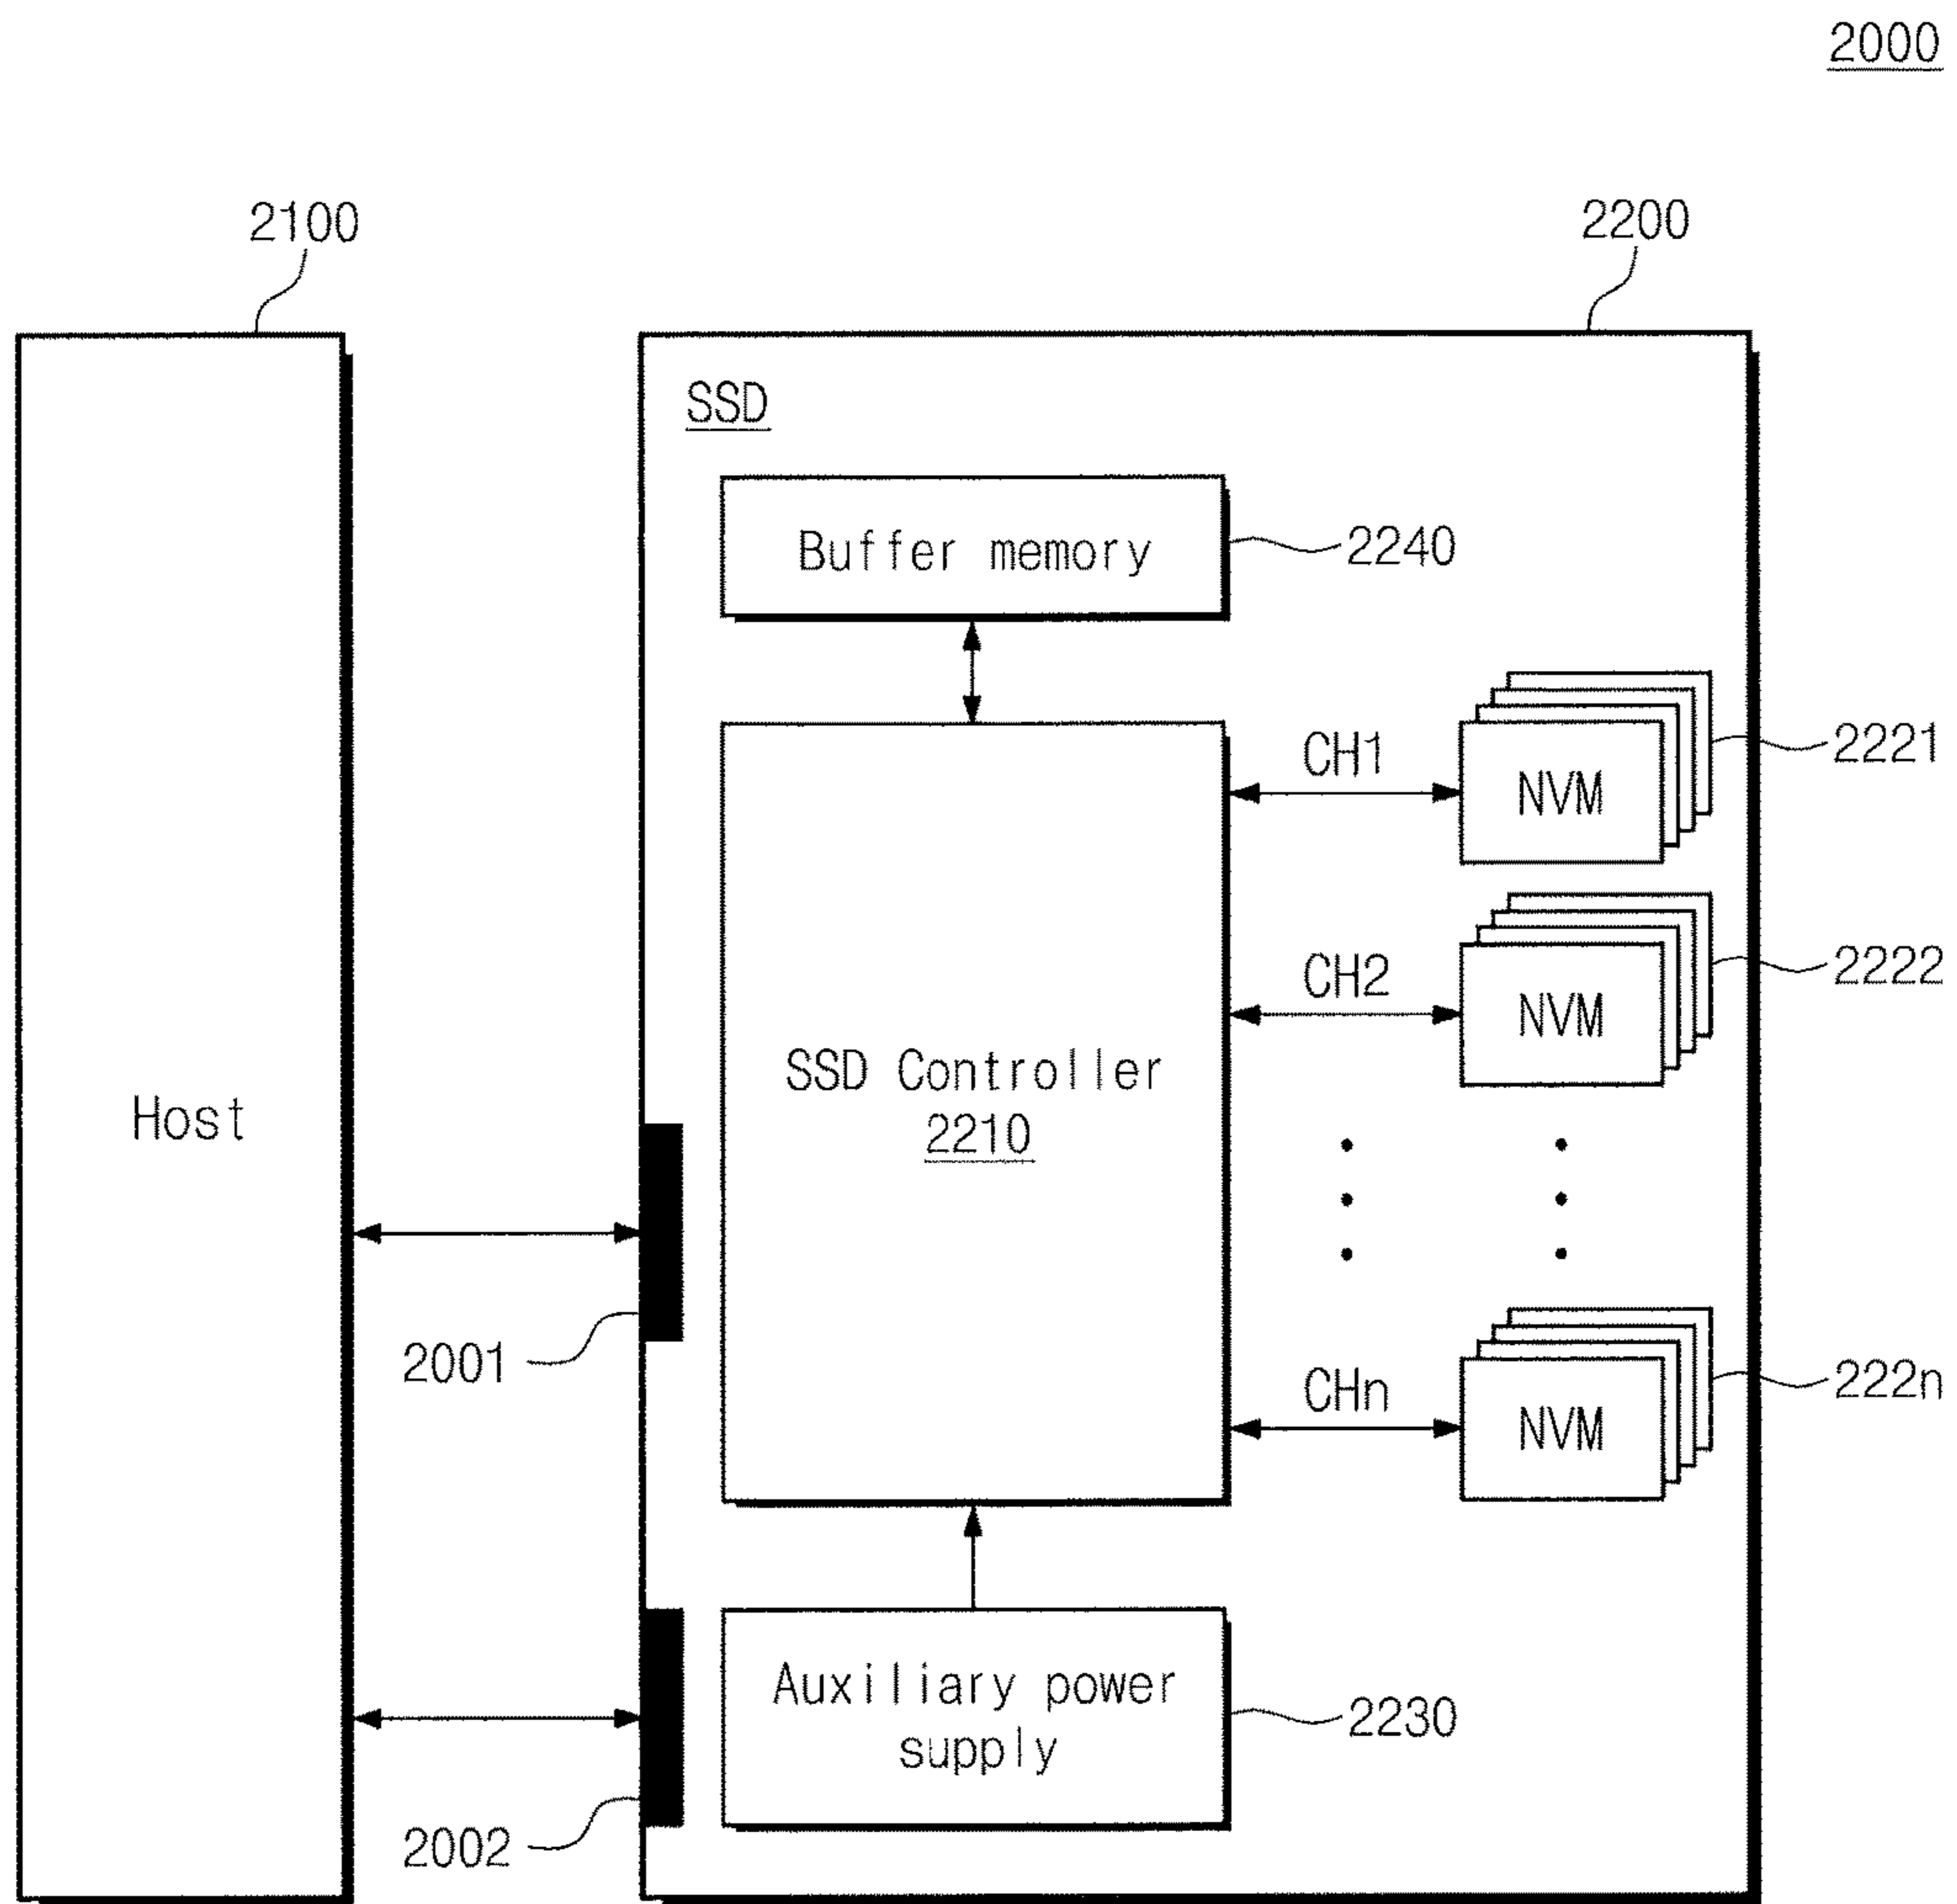 2000
2100
2200
SSD
Buffer memory
2240
CH1
NVM
2221
CH2
NVM
2222
SSD Controller
2210
Host
2001
CHn
NVM
222n
Auxiliary power
supply
2230
2002